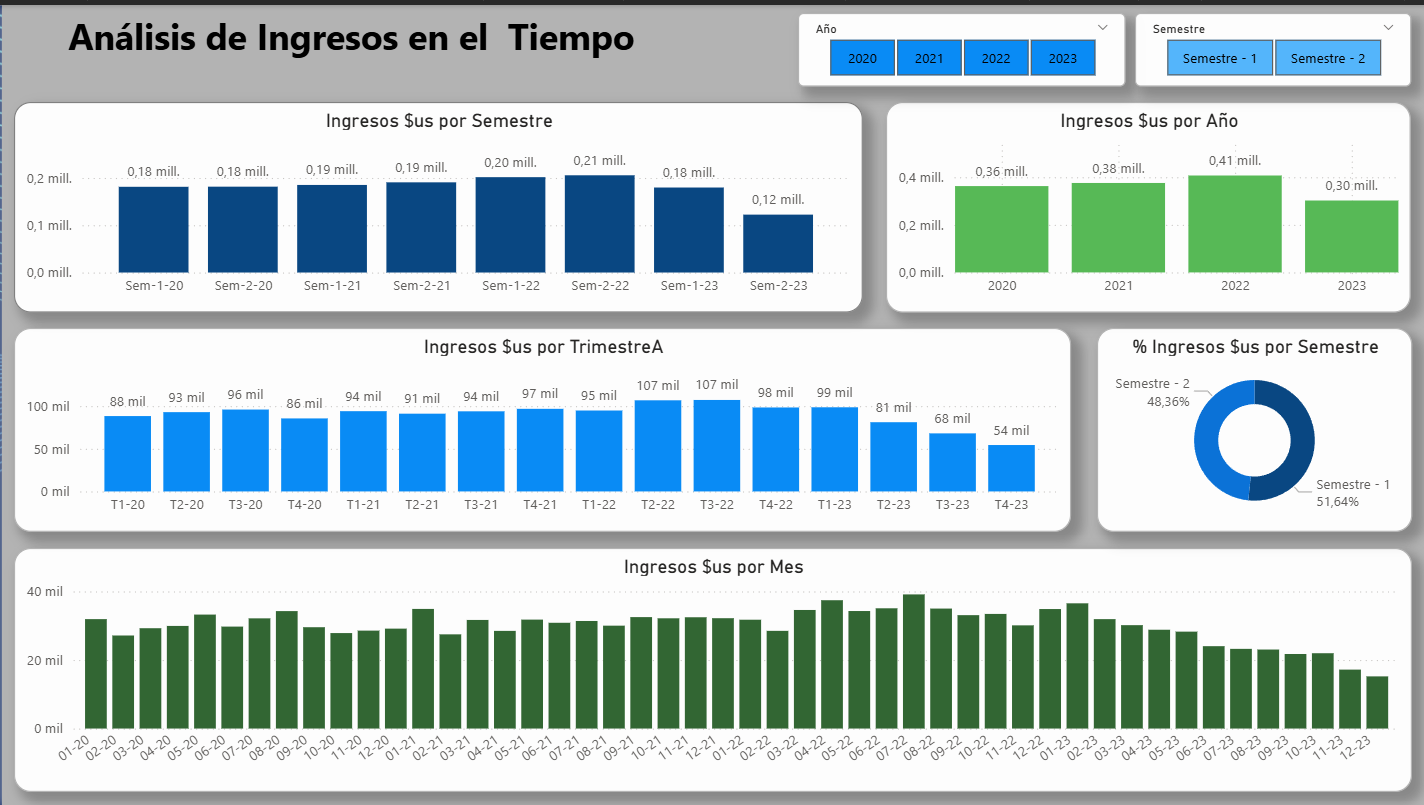 Análisis de Ingresos en el  Tiempo
Año
2020 2021 2022 2023
Semestre
Semestre - 1 Semestre - 2
Ingresos $us por Semestre
0,2 mill.
0,1 mill.
0,0 mill.
0,18 mill. 0,18 mill. 0,19 mill. 0,19 mill. 0,20 mill. 0,21 mill. 0,18 mill. 0,12 mill.
Sem-1-20 Sem-2-20 Sem-1-21 Sem-2-21 Sem-1-22 Sem-2-22 Sem-1-23 Sem-2-23
Ingresos $us por Año
0,4 mill.
0,2 mill.
0,0 mill.
0,36 mill. 0,38 mill. 0,41 mill. 0,30 mill.
2020 2021 2022 2023
Ingresos $us por TrimestreA
100 mil
50 mil
0 mil
88 mil 93 mil 96 mil 86 mil 94 mil 91 mil 94 mil 97 mil 95 mil 107 mil 107 mil 98 mil 99 mil 81 mil 68 mil 54 mil
T1-20 T2-20 T3-20 T4-20 T1-21 T2-21 T3-21 T4-21 T1-22 T2-22 T3-22 T4-22 T1-23 T2-23 T3-23 T4-23
% Ingresos $us por Semestre
Semestre - 2
48,36%
Semestre - 1
51,64%
Ingresos $us por Mes
40 mil
20 mil
0 mil
01-20 02-20 03-20 04-20 05-20 06-20 07-20 08-20 09-20 10-20 11-20 12-20 01-21 02-21 03-21 04-21 05-21 06-21 07-21 08-21 09-21 10-21 11-21 12-21 01-22 02-22 03-22 04-22 05-22 06-22 07-22 08-22 09-22 10-22 11-22 12-22 01-23 02-23 03-23 04-23 05-23 06-23 07-23 08-23 09-23 10-23 11-23 12-23